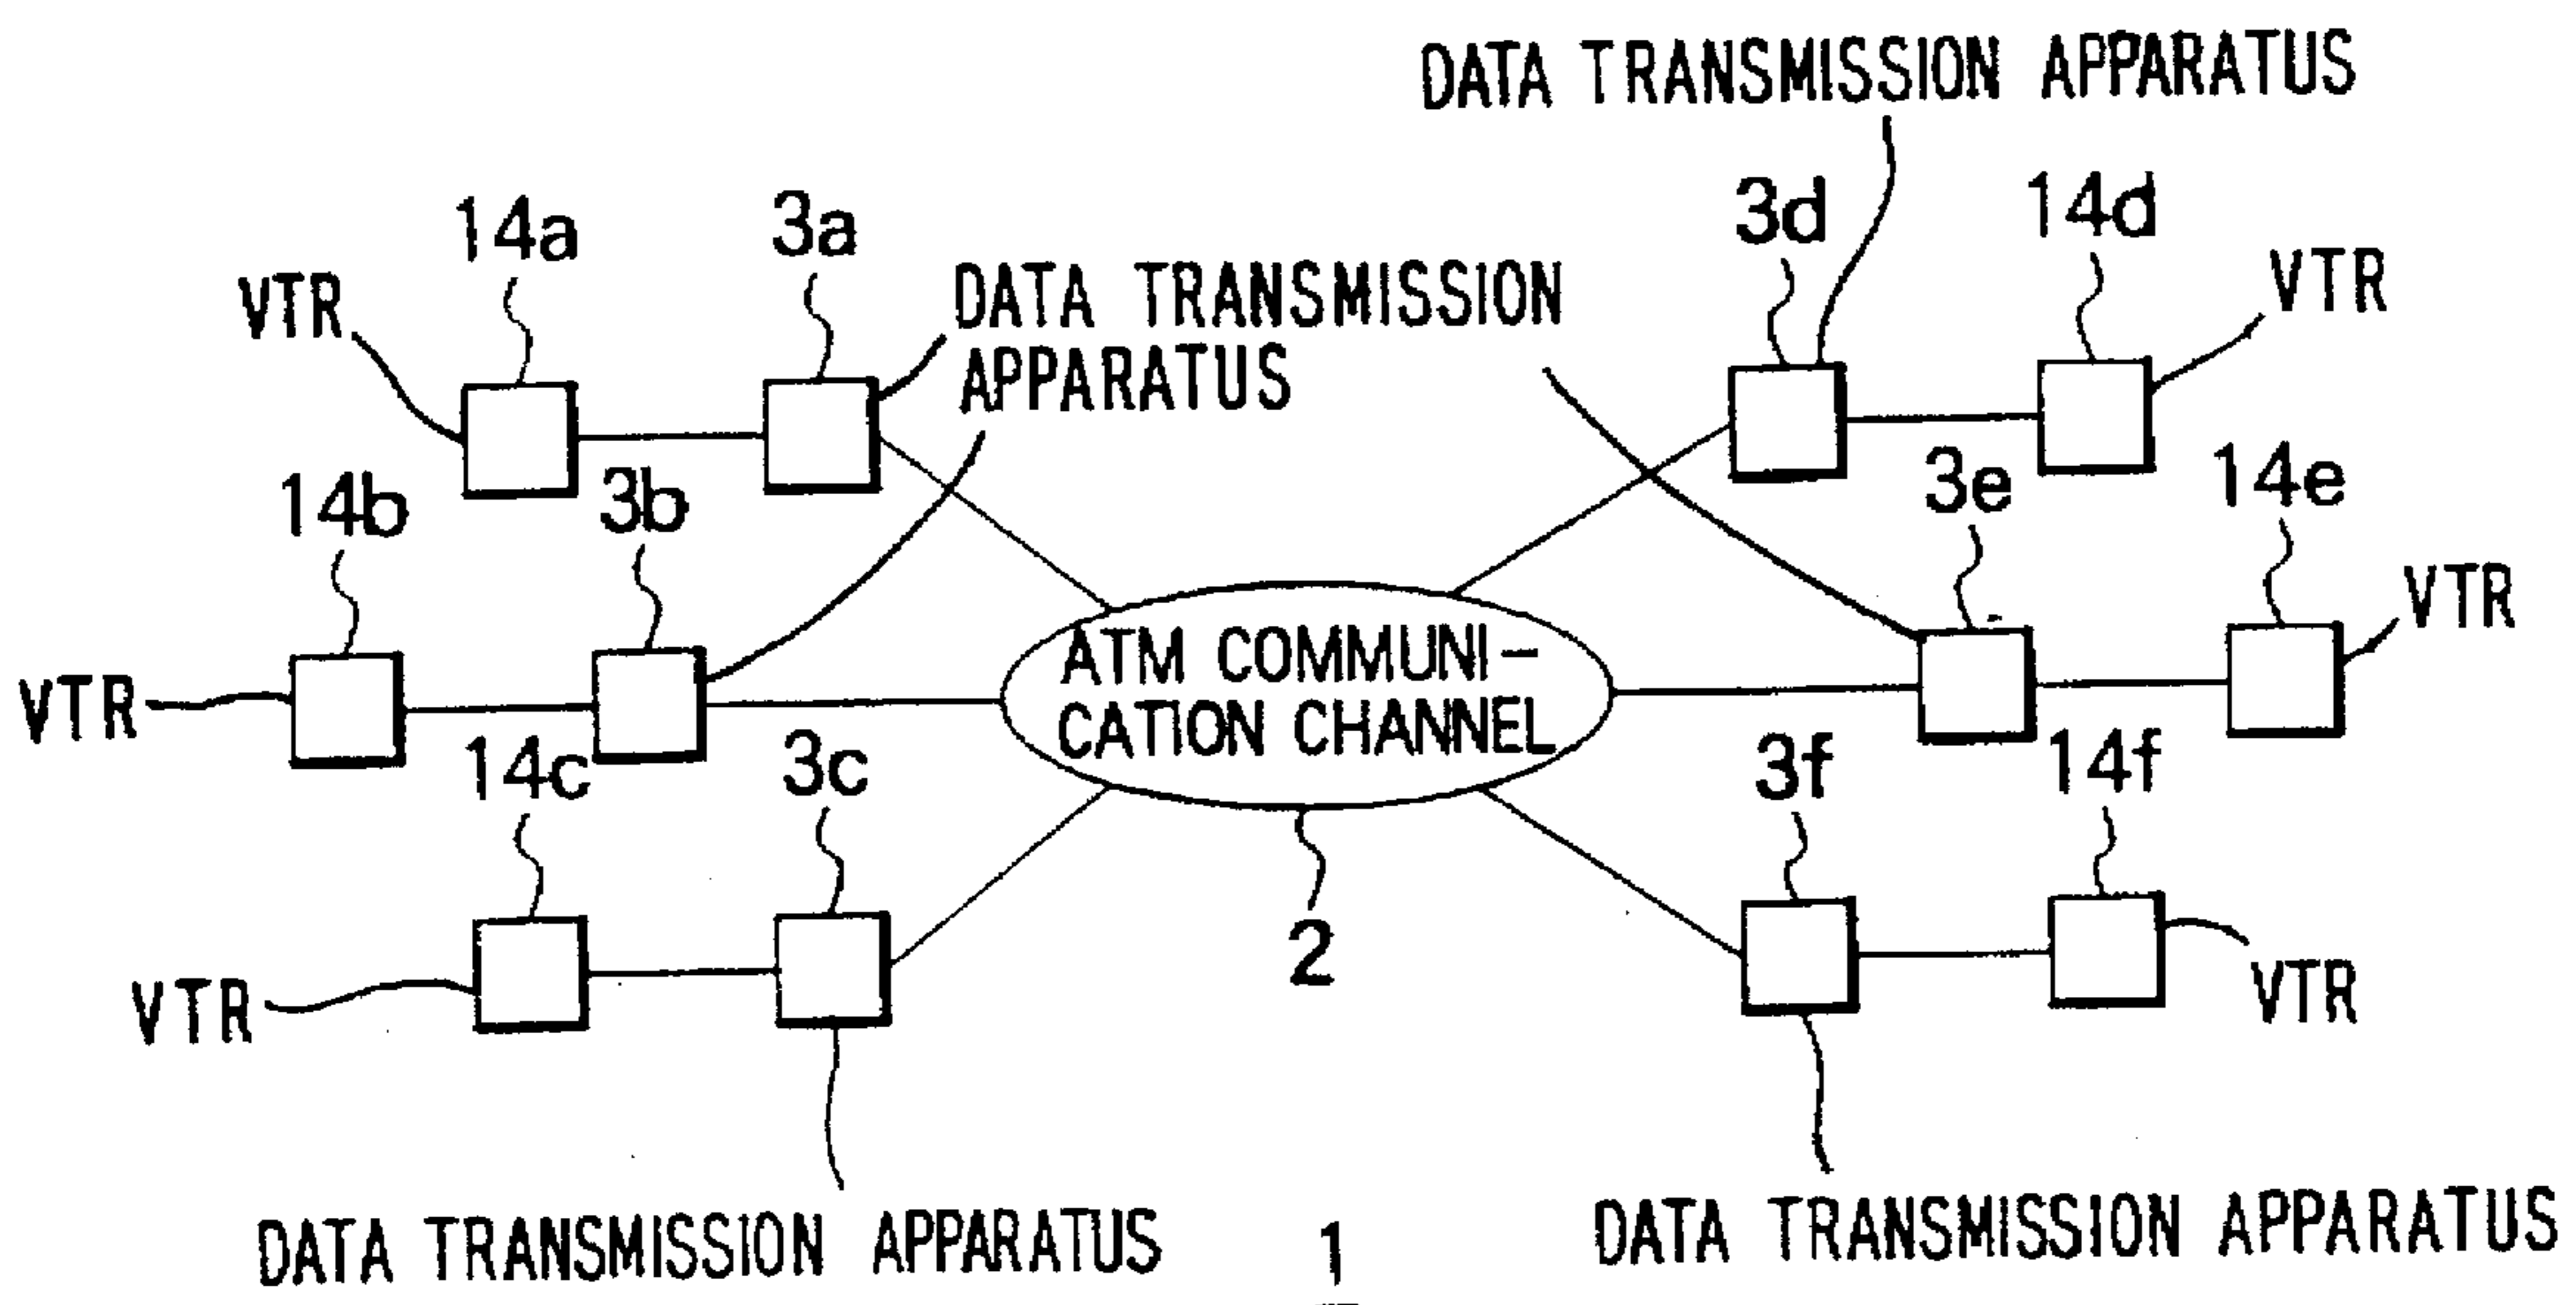 DATA TRANSMISSION APPARATUS
14a
3a
3d
14d
VTR
DATA TRANSMISSION
APPARATUS
VTR
14b
3b
3e
14e
VTR
ATM COMMUNI-
CATION CHANNEL
VTR
14c
3c
3f
14f
2
VTR
VTR
DATA TRANSMISSION APPARATUS
1
DATA TRANSMISSION APPARATUS